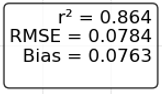 r² = 0.864
RMSE = 0.0784
Bias = 0.0763